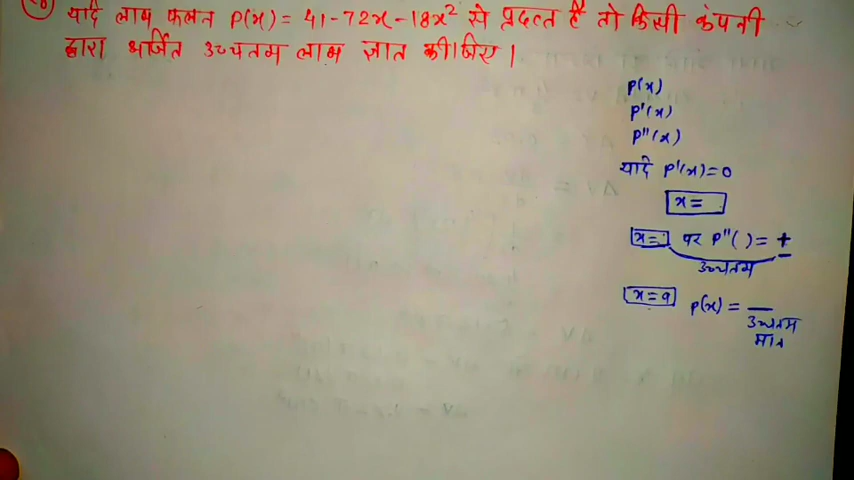 यदि लाभ फलन P(x) = 41-72x-18x² से प्रदत्त है तो किसी कंपनी
द्वारा अर्जित उच्चतम लाभ ज्ञात कीजिए।
P(x)
P'(x)
P''(x)
यदि P'(x)=0
x=
x= पर P''( ) = +
उच्चतम
x=a P(x) = —
उच्चतम
मान